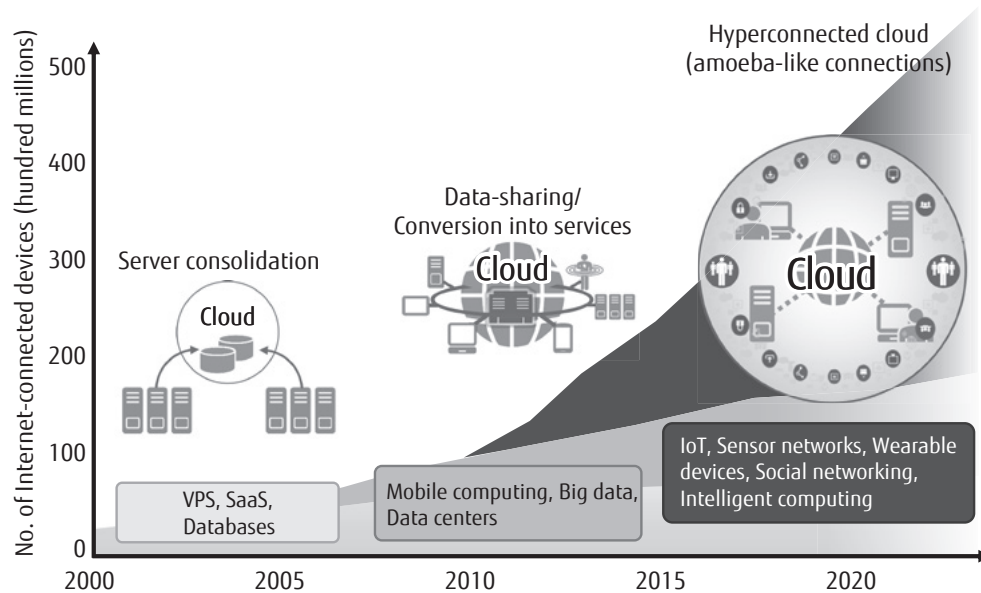 No. of Internet-connected devices (hundred millions)
500
400
300
200
100
0
2000
2005
2010
2015
2020
Server consolidation
Cloud
VPS, SaaS,
Databases
Data-sharing/
Conversion into services
Cloud
Mobile computing, Big data,
Data centers
Hyperconnected cloud
(amoeba-like connections)
Cloud
IoT, Sensor networks, Wearable
devices, Social networking,
Intelligent computing